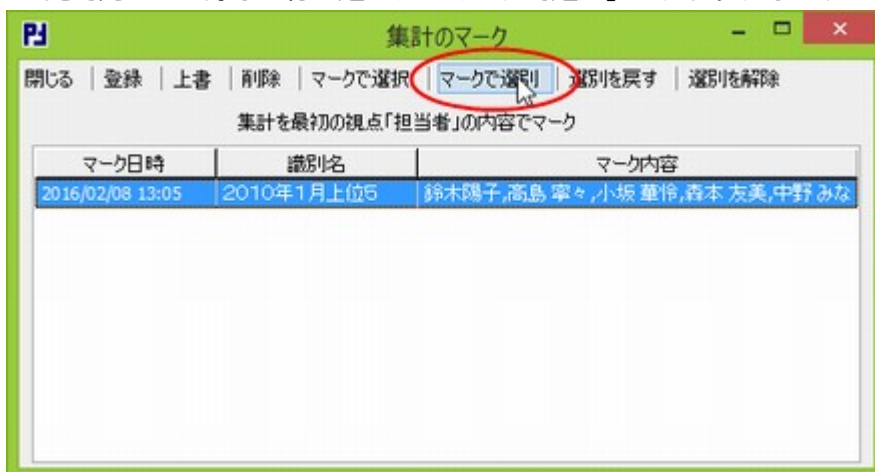 集計のマーク
閉じる 登録 上書 削除 マークで選択 マークで選別 選別を戻す 選別を解除
集計を最初の視点「担当者」の内容でマーク
マーク日時 識別名 マーク内容
2016/02/08 13:05 2010年1月上位5 鈴木陽子,高島 寧々,小坂 華伶,森本 友美,中野 みな